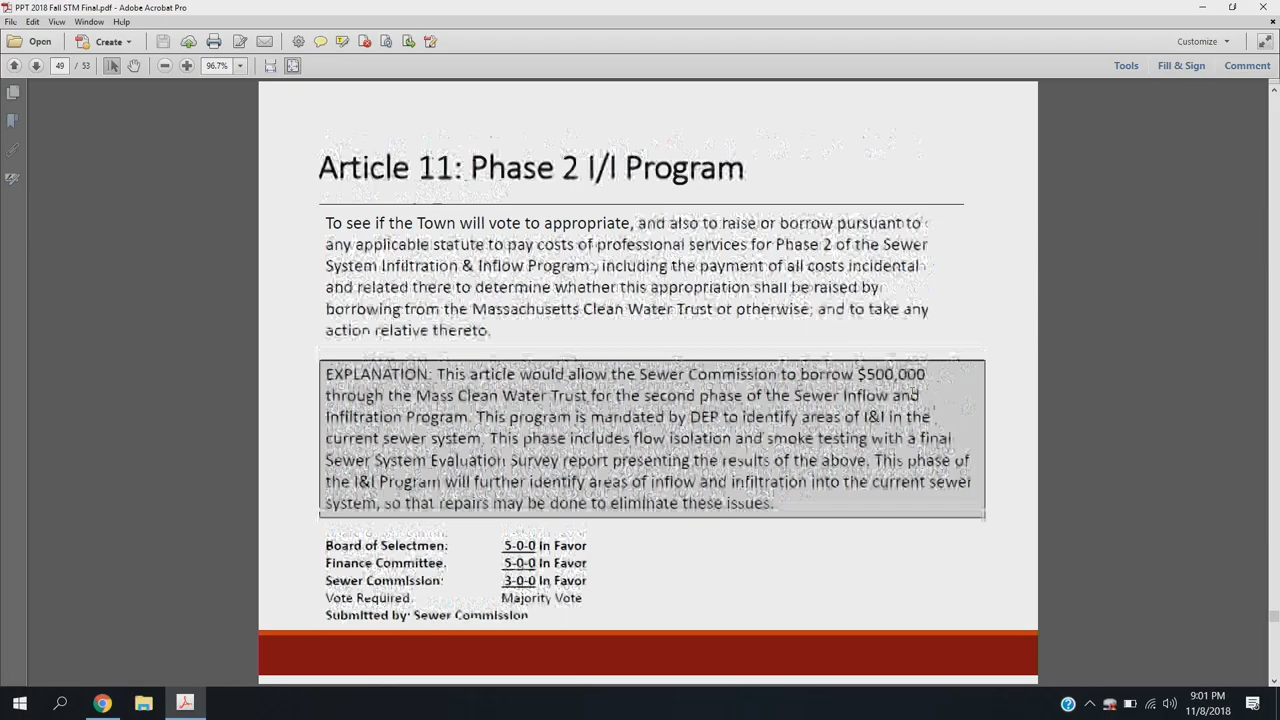 PPT 2018 Fall STM Final.pdf - Adobe Acrobat Pro
File Edit View Window Help
Open Create Customize
49 / 53 96.7% Tools Fill & Sign Comment
Article 11: Phase 2 I/I Program
To see if the Town will vote to appropriate, and also to raise or borrow pursuant to
any applicable statute to pay costs of professional services for Phase 2 of the Sewer
System Infiltration & Inflow Program, including the payment of all costs incidental
and related there to determine whether this appropriation shall be raised by
borrowing from the Massachusetts Clean Water Trust or otherwise; and to take any
action relative thereto.
EXPLANATION: This article would allow the Sewer Commission to borrow $500,000
through the Mass Clean Water Trust for the second phase of the Sewer Inflow and
Infiltration Program. This program is mandated by DEP to identify areas of I&I in the
current sewer system. This phase includes flow isolation and smoke testing with a final
Sewer System Evaluation Survey report presenting the results of the above. This phase of
the I&I Program will further identify areas of inflow and infiltration into the current sewer
system, so that repairs may be done to eliminate these issues.
Board of Selectmen: 5-0-0 In Favor
Finance Committee: 5-0-0 In Favor
Sewer Commission: 3-0-0 In Favor
Vote Required: Majority Vote
Submitted by: Sewer Commission
9:01 PM
11/8/2018